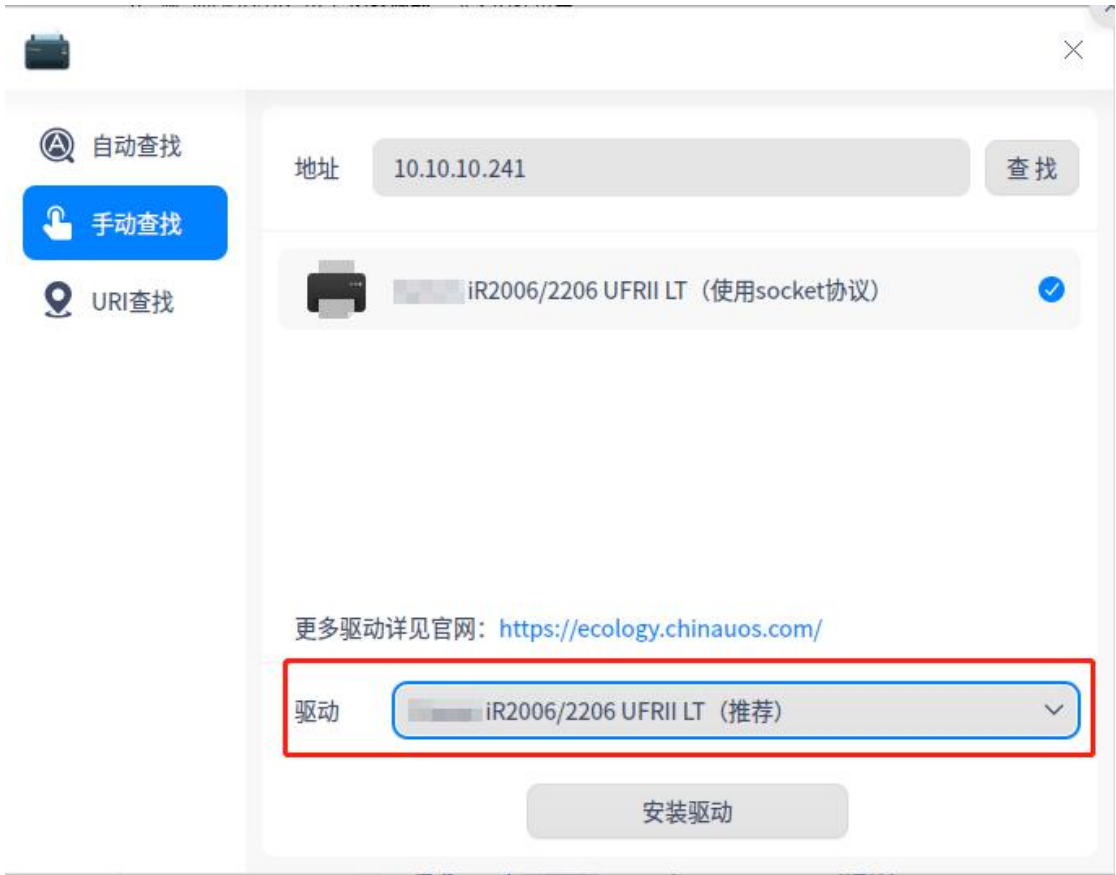 自动查找
手动查找
URI查找
地址 10.10.10.241 查找
iR2006/2206 UFRII LT（使用socket协议）
更多驱动详见官网：https://ecology.chinauos.com/
驱动 iR2006/2206 UFRII LT（推荐）
安装驱动